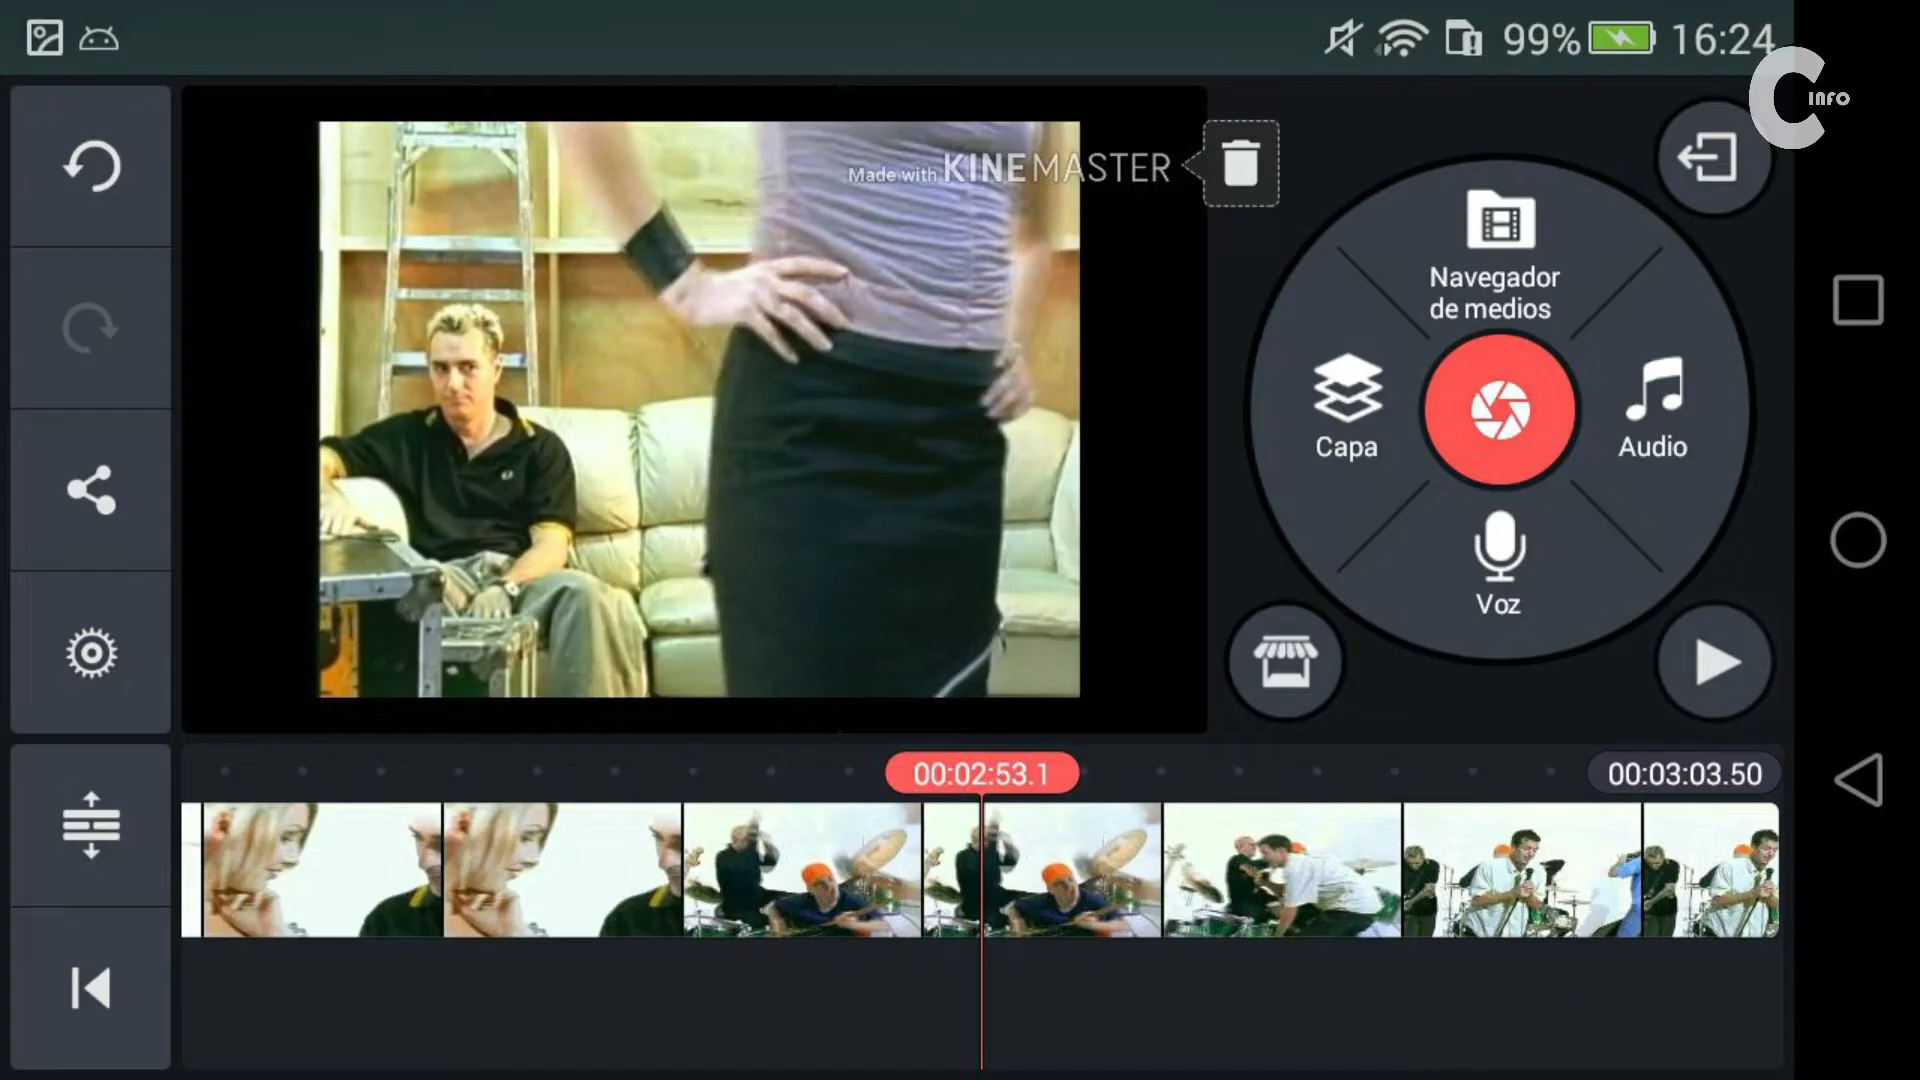 99%
16:24
C INFO
Made with KINEMASTER
Navegador
de medios
Capa
Audio
Voz
00:02:53.1
00:03:03.50